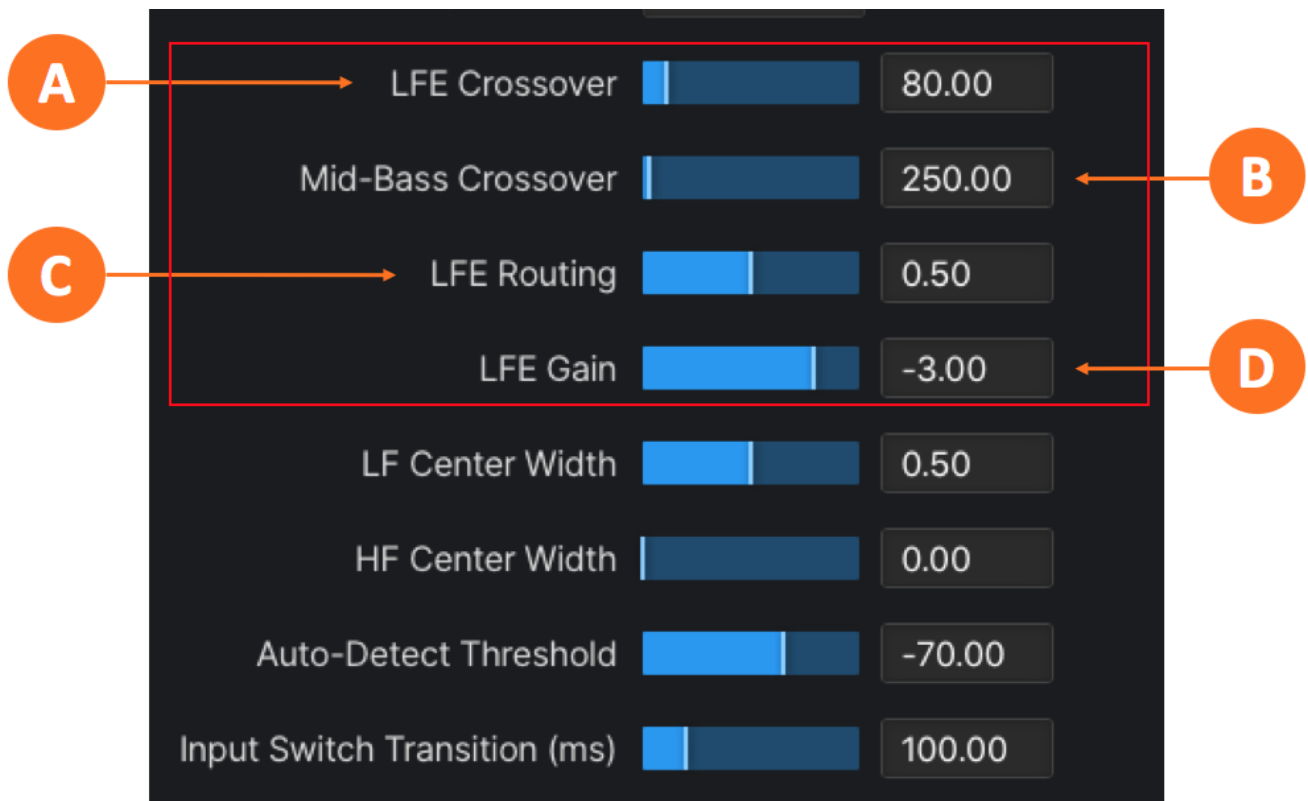 A LFE Crossover 80.00
Mid-Bass Crossover 250.00 B
C LFE Routing 0.50
LFE Gain -3.00 D
LF Center Width 0.50
HF Center Width 0.00
Auto-Detect Threshold -70.00
Input Switch Transition (ms) 100.00